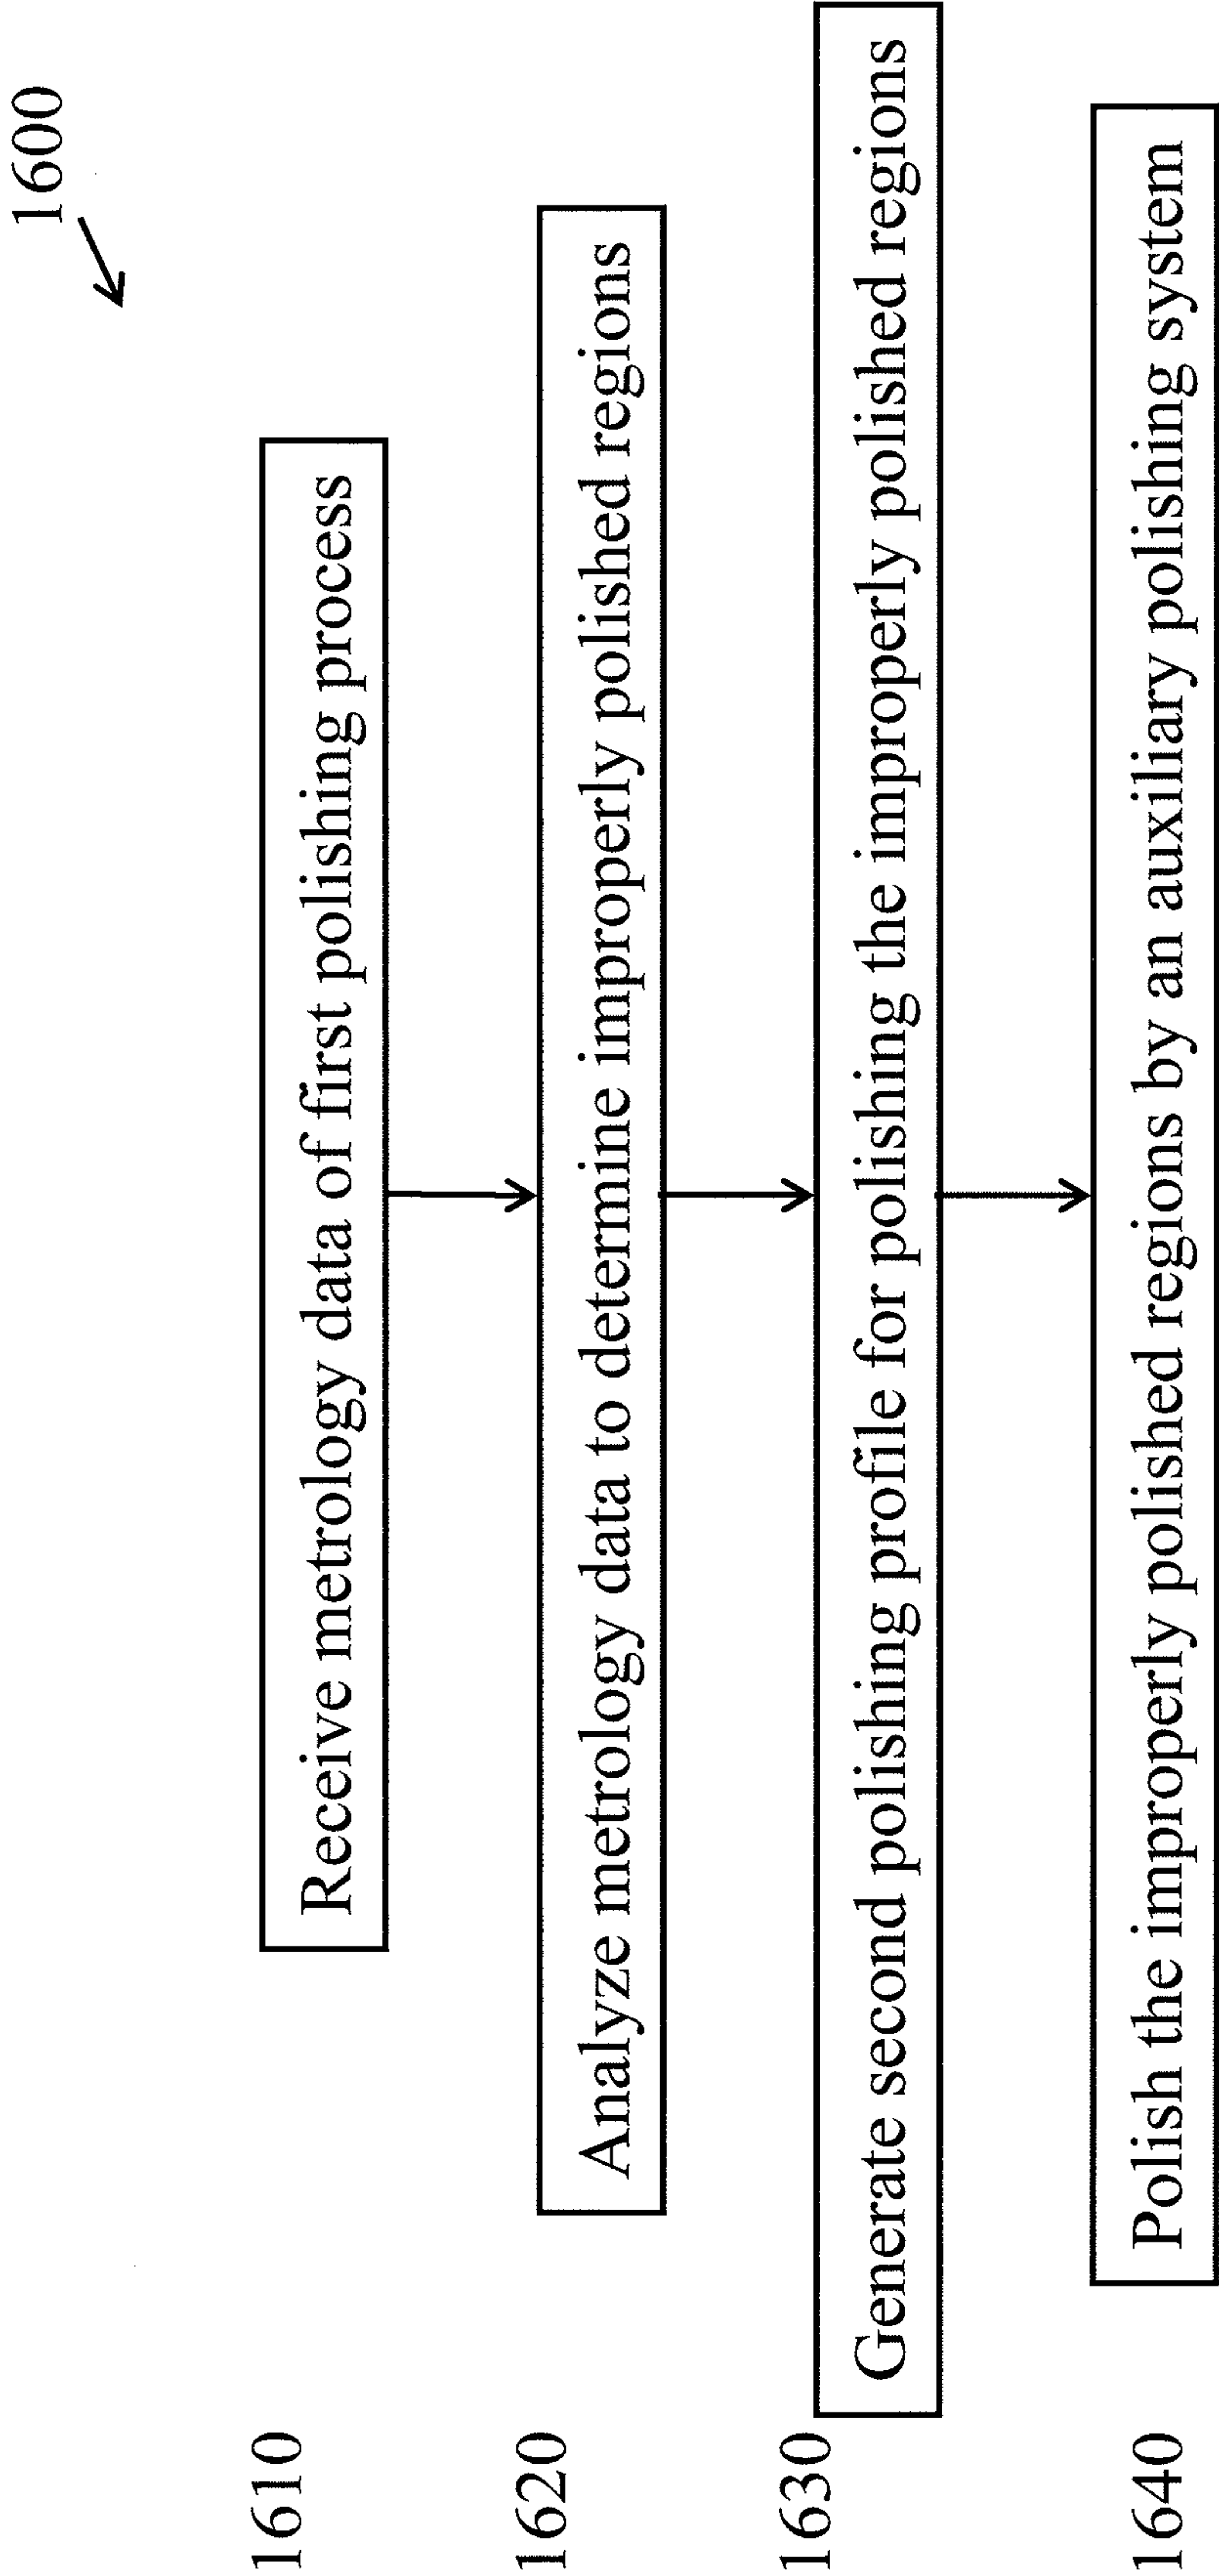 1600
1610
Receive metrology data of first polishing process
1620
Analyze metrology data to determine improperly polished regions
1630
Generate second polishing profile for polishing the improperly polished regions
1640
Polish the improperly polished regions by an auxiliary polishing system